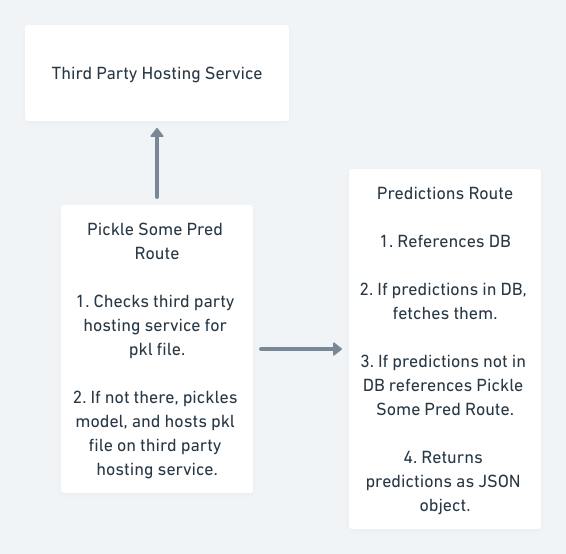 Third Party Hosting Service
Pickle Some Pred
Route
1. Checks third party
hosting service for
pkl file.
2. If not there, pickles
model, and hosts pkl
file on third party
hosting service.
Predictions Route
1. References DB
2. If predictions in DB,
fetches them.
3. If predictions not in
DB references Pickle
Some Pred Route.
4. Returns
predictions as JSON
object.